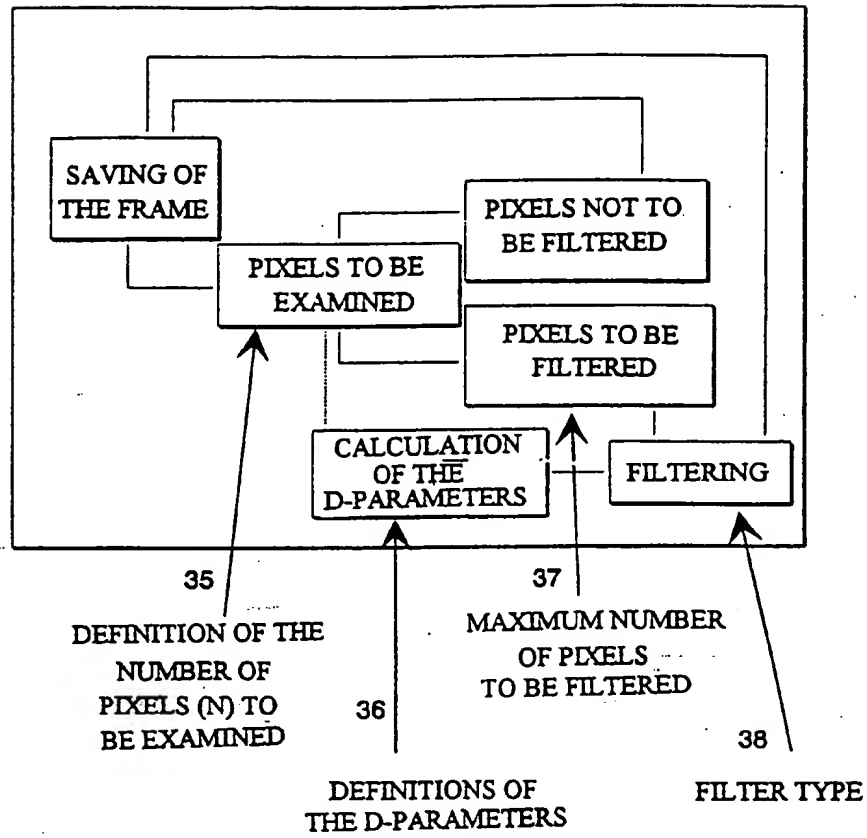 SAVING OF
THE FRAME
PIXELS NOT TO
BE FILTERED
PIXELS TO BE
EXAMINED
PIXELS TO BE
FILTERED
CALCULATION
OF THE
D-PARAMETERS
FILTERING
35
DEFINITION OF THE
NUMBER OF
PIXELS (N) TO
BE EXAMINED
36
DEFINITIONS OF
THE D-PARAMETERS
37
MAXIMUM NUMBER
OF PIXELS
TO BE FILTERED
38
FILTER TYPE